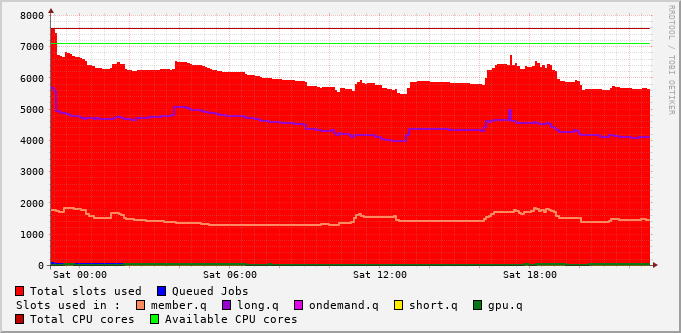 8000
7000
6000
5000
4000
3000
2000
1000
0
Sat 00:00 Sat 06:00 Sat 12:00 Sat 18:00
Total slots used Queued Jobs
Slots used in : member.q long.q ondemand.q short.q gpu.q
Total CPU cores Available CPU cores
RRDTOOL / TOBI OETIKER